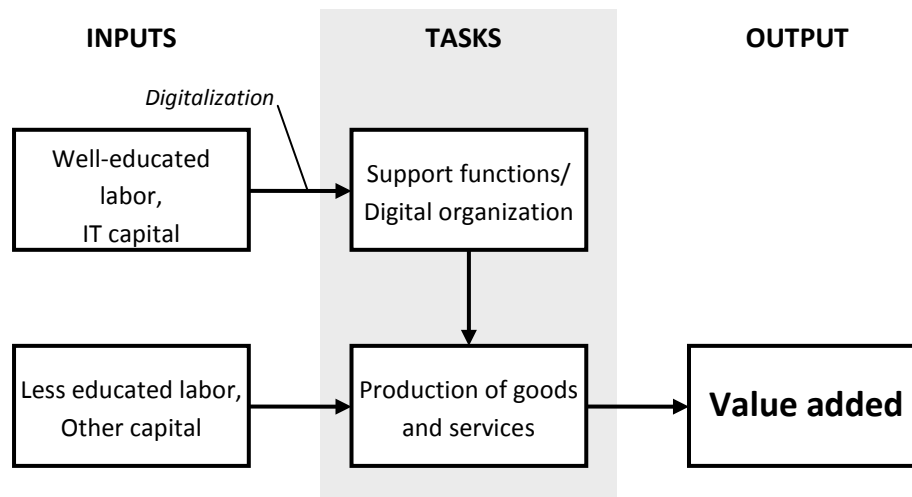 INPUTS
TASKS
OUTPUT
Digitalization
Well-educated
labor,
IT capital
Support functions/
Digital organization
Less educated labor,
Other capital
Production of goods
and services
Value added